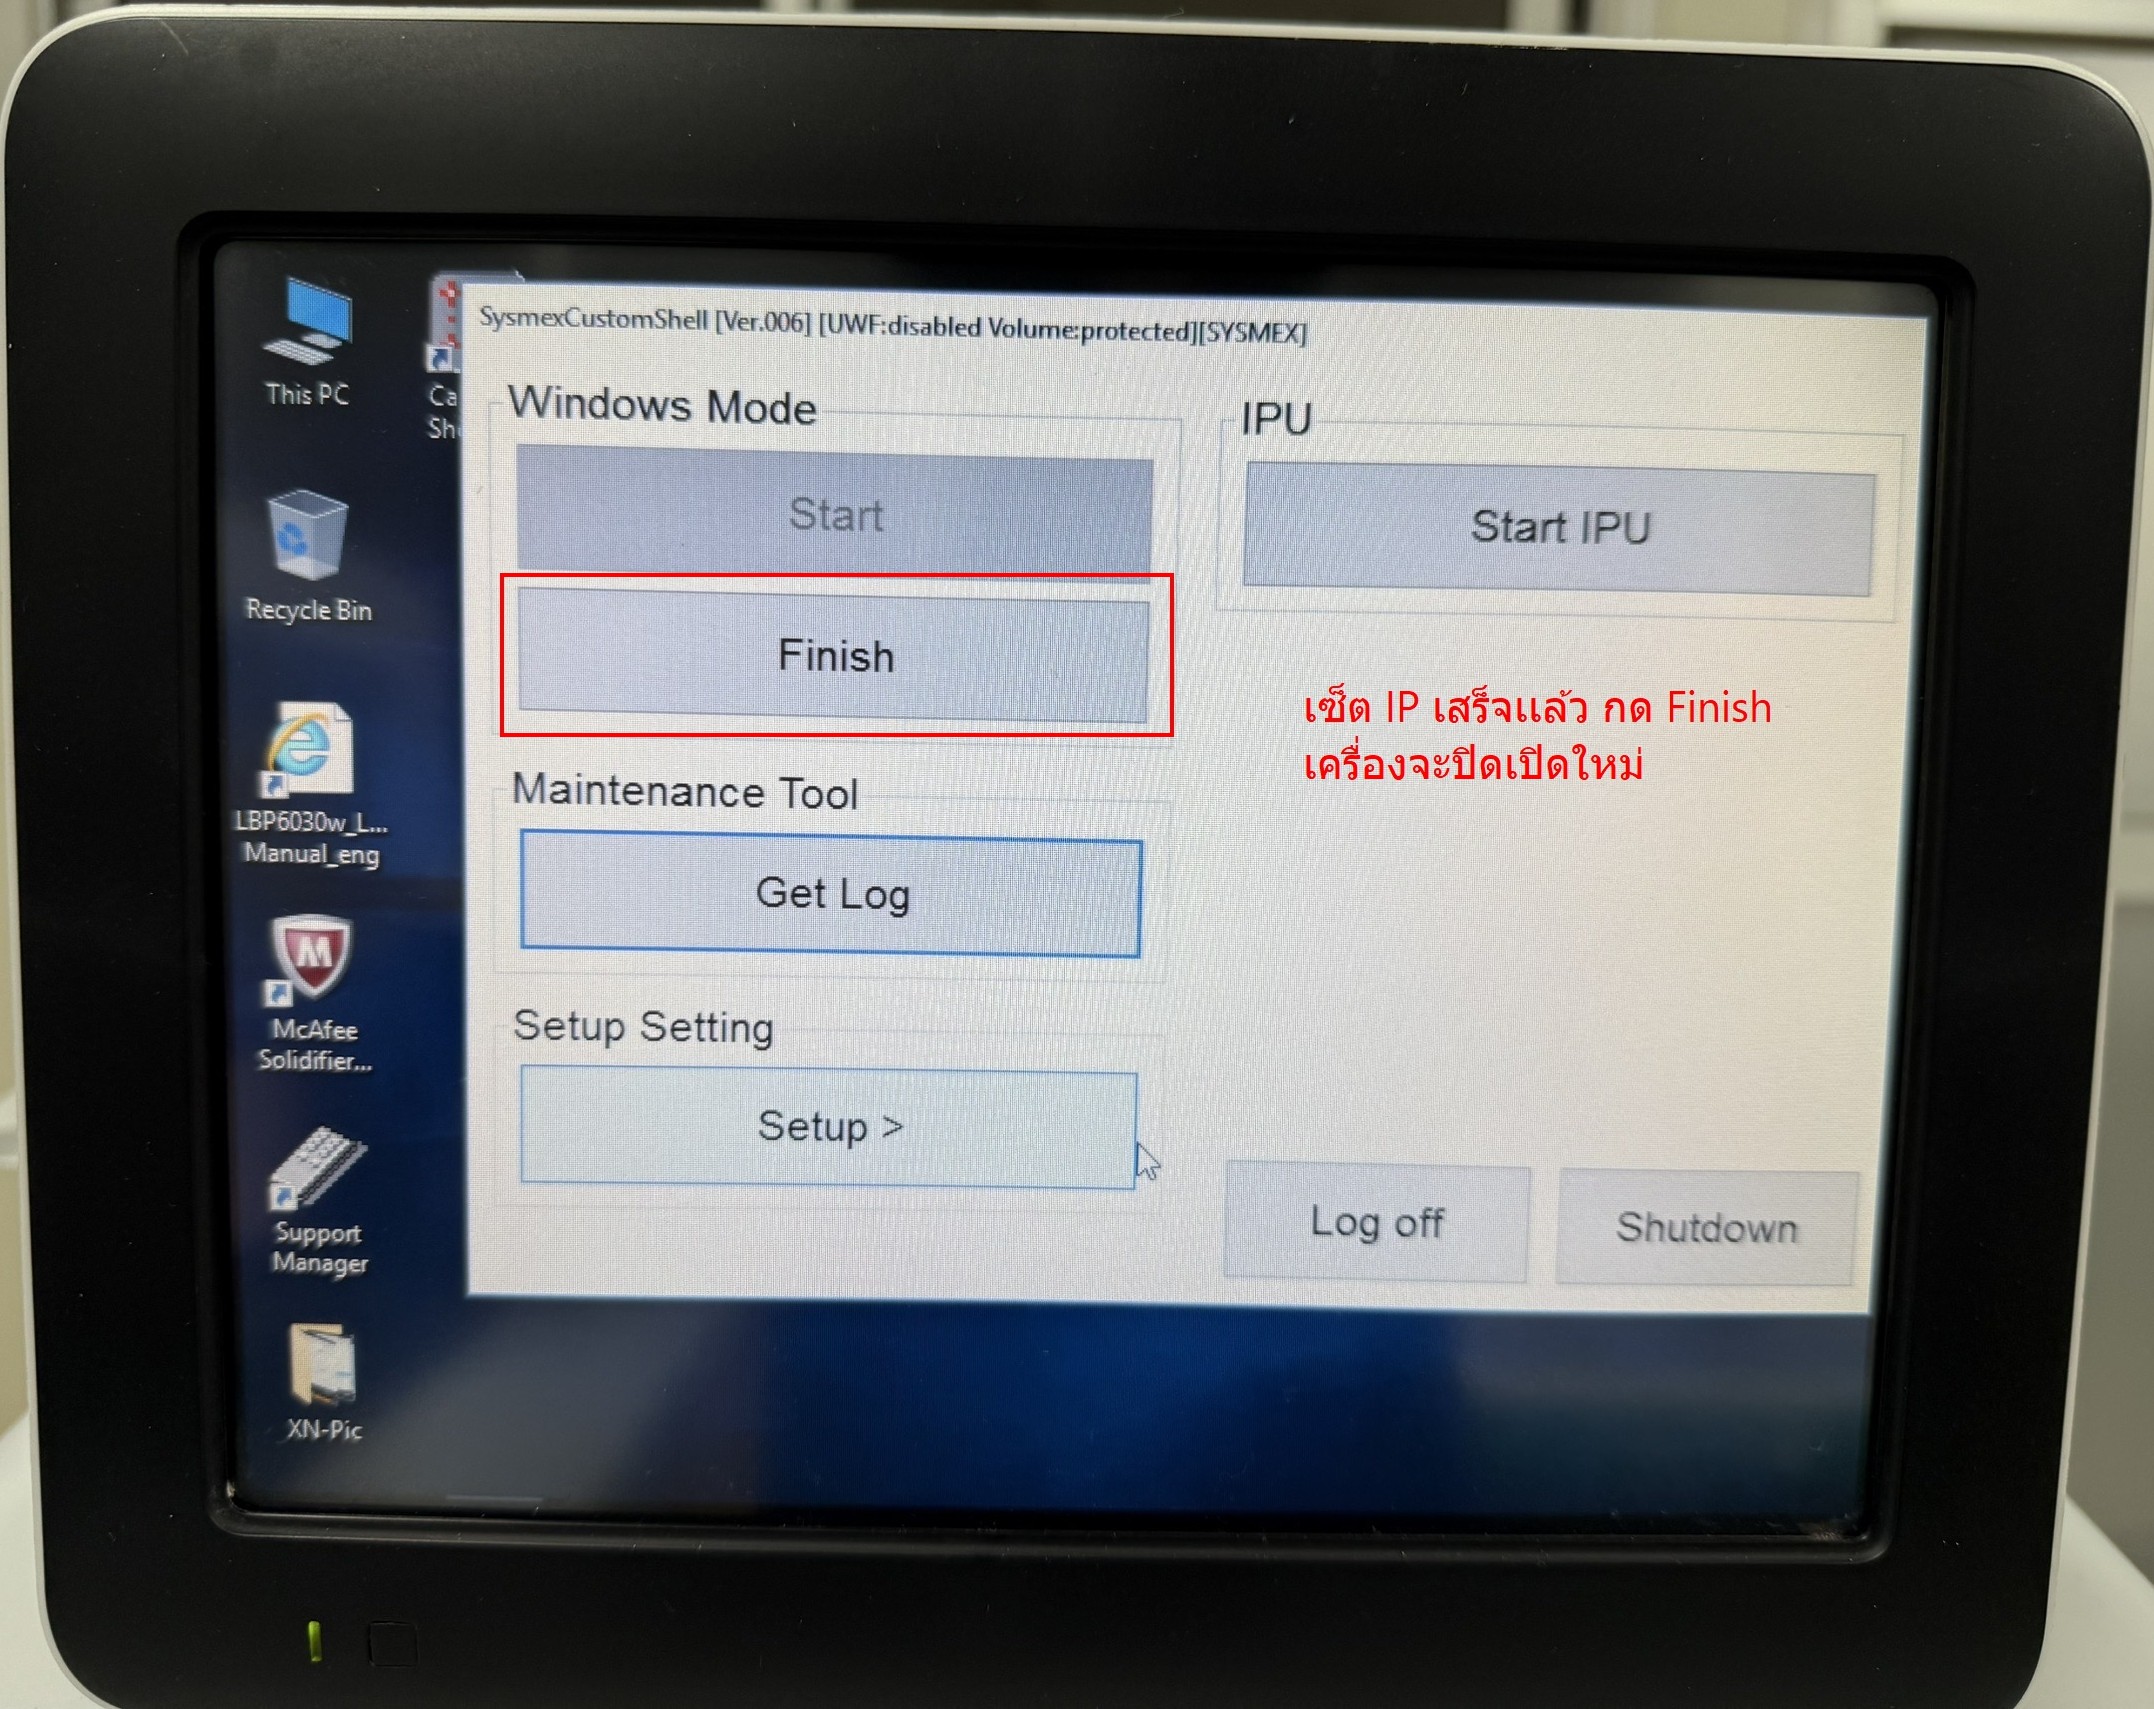 This PC
Recycle Bin
LBP6030w_L...
Manual_eng
McAfee
Solidifier...
Support
Manager
XN-Pic
Ca
Sh
SysmexCustomShell [Ver.006] [UWF:disabled Volume:protected][SYSMEX]
Windows Mode
Start
Finish
Maintenance Tool
Get Log
Setup Setting
Setup >
IPU
Start IPU
เซ็ต IP เสร็จแล้ว กด Finish
เครื่องจะปิดเปิดใหม่
Log off
Shutdown